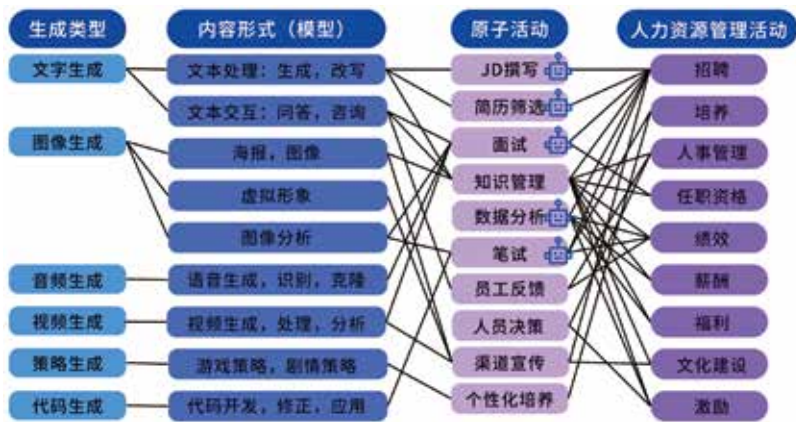 生成类型 内容形式（模型） 原子活动 人力资源管理活动
文字生成 文本处理：生成，改写 JD撰写 招聘
文本交互：问答，咨询 简历筛选 培养
图像生成 海报，图像 面试 人事管理
虚拟形象 知识管理 任职资格
图像分析 数据分析 绩效
笔试
音频生成 语音生成，识别，克隆 员工反馈 薪酬
视频生成 视频生成，处理，分析 人员决策 福利
策略生成 游戏策略，剧情策略 渠道宣传 文化建设
代码生成 代码开发，修正，应用 个性化培养 激励